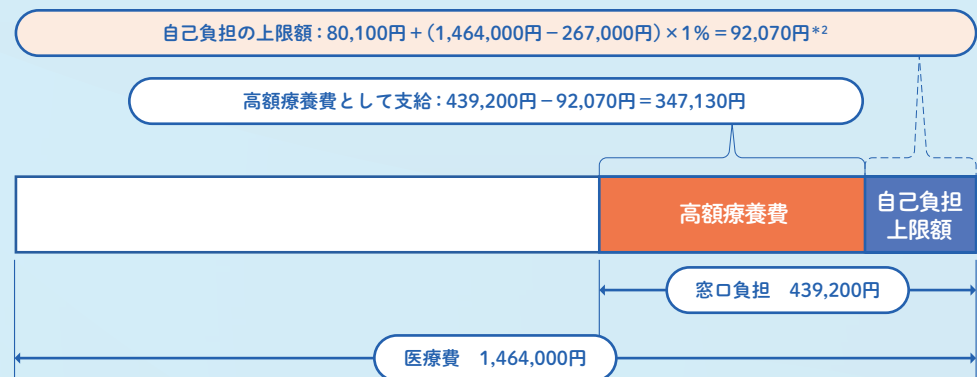 自己負担の上限額：80,100円＋（1,464,000円－267,000円）×1％＝92,070円*2
高額療養費として支給：439,200円－92,070円＝347,130円
高額療養費
自己負担
上限額
窓口負担　439,200円
医療費　1,464,000円